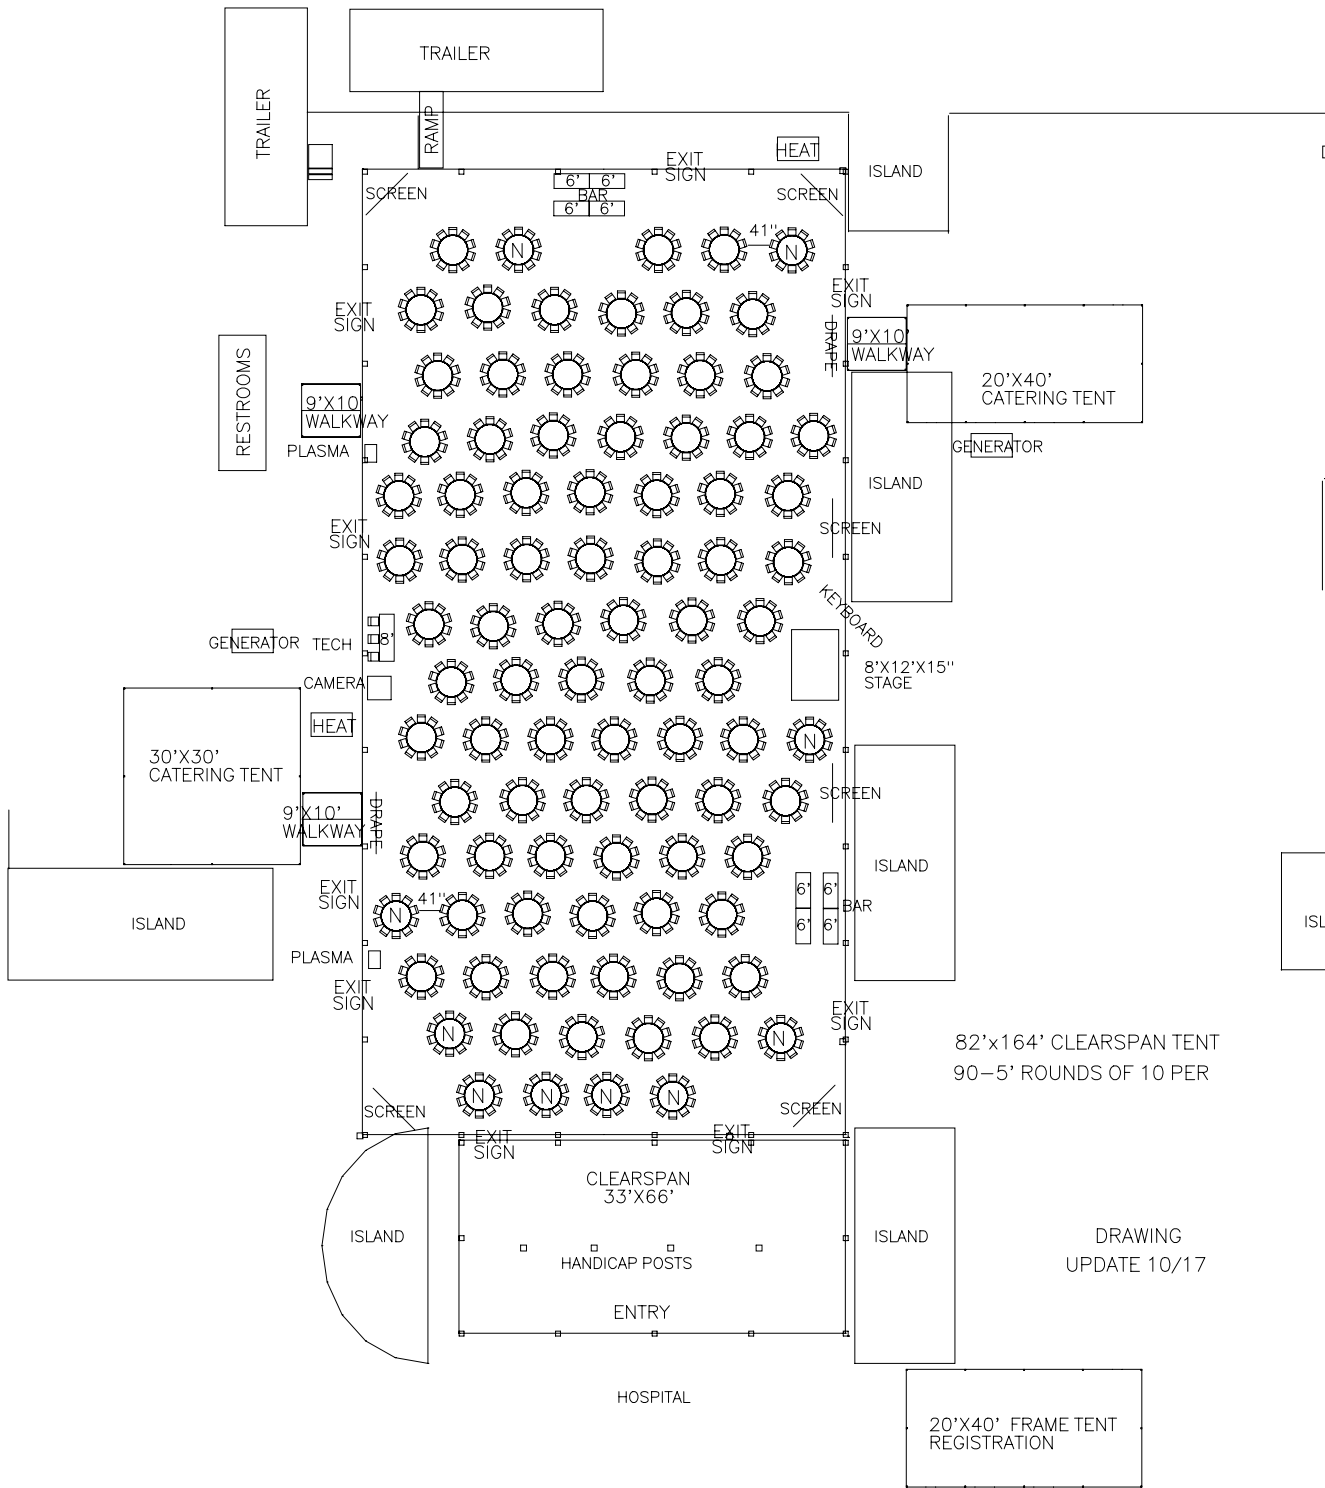 TRAILER
TRAILER
RAMP
HEAT
EXIT
SIGN
ISLAND
SCREEN
6' 6'
BAR
6' 6'
SCREEN
41"
N
N
EXIT
SIGN
EXIT
SIGN
DRAPE
9'X10'
WALKWAY
20'X40'
CATERING TENT
RESTROOMS
9'X10'
WALKWAY
PLASMA
GENERATOR
ISLAND
EXIT
SIGN
SCREEN
KEYBOARD
GENERATOR
TECH
8'
CAMERA
8'X12'X15"
STAGE
HEAT
N
30'X30'
CATERING TENT
9'X10'
WALKWAY
DRAPE
SCREEN
ISLAND
EXIT
SIGN
41"
N
6' 6'
BAR
6' 6'
ISLAND
PLASMA
EXIT
SIGN
EXIT
SIGN
N
N
82'x164' CLEARSPAN TENT
90-5' ROUNDS OF 10 PER
N
N
N
N
SCREEN
SCREEN
EXIT
SIGN
EXIT
SIGN
CLEARSPAN
33'X66'
ISLAND
ISLAND
HANDICAP POSTS
DRAWING
UPDATE 10/17
ENTRY
HOSPITAL
20'X40' FRAME TENT
REGISTRATION